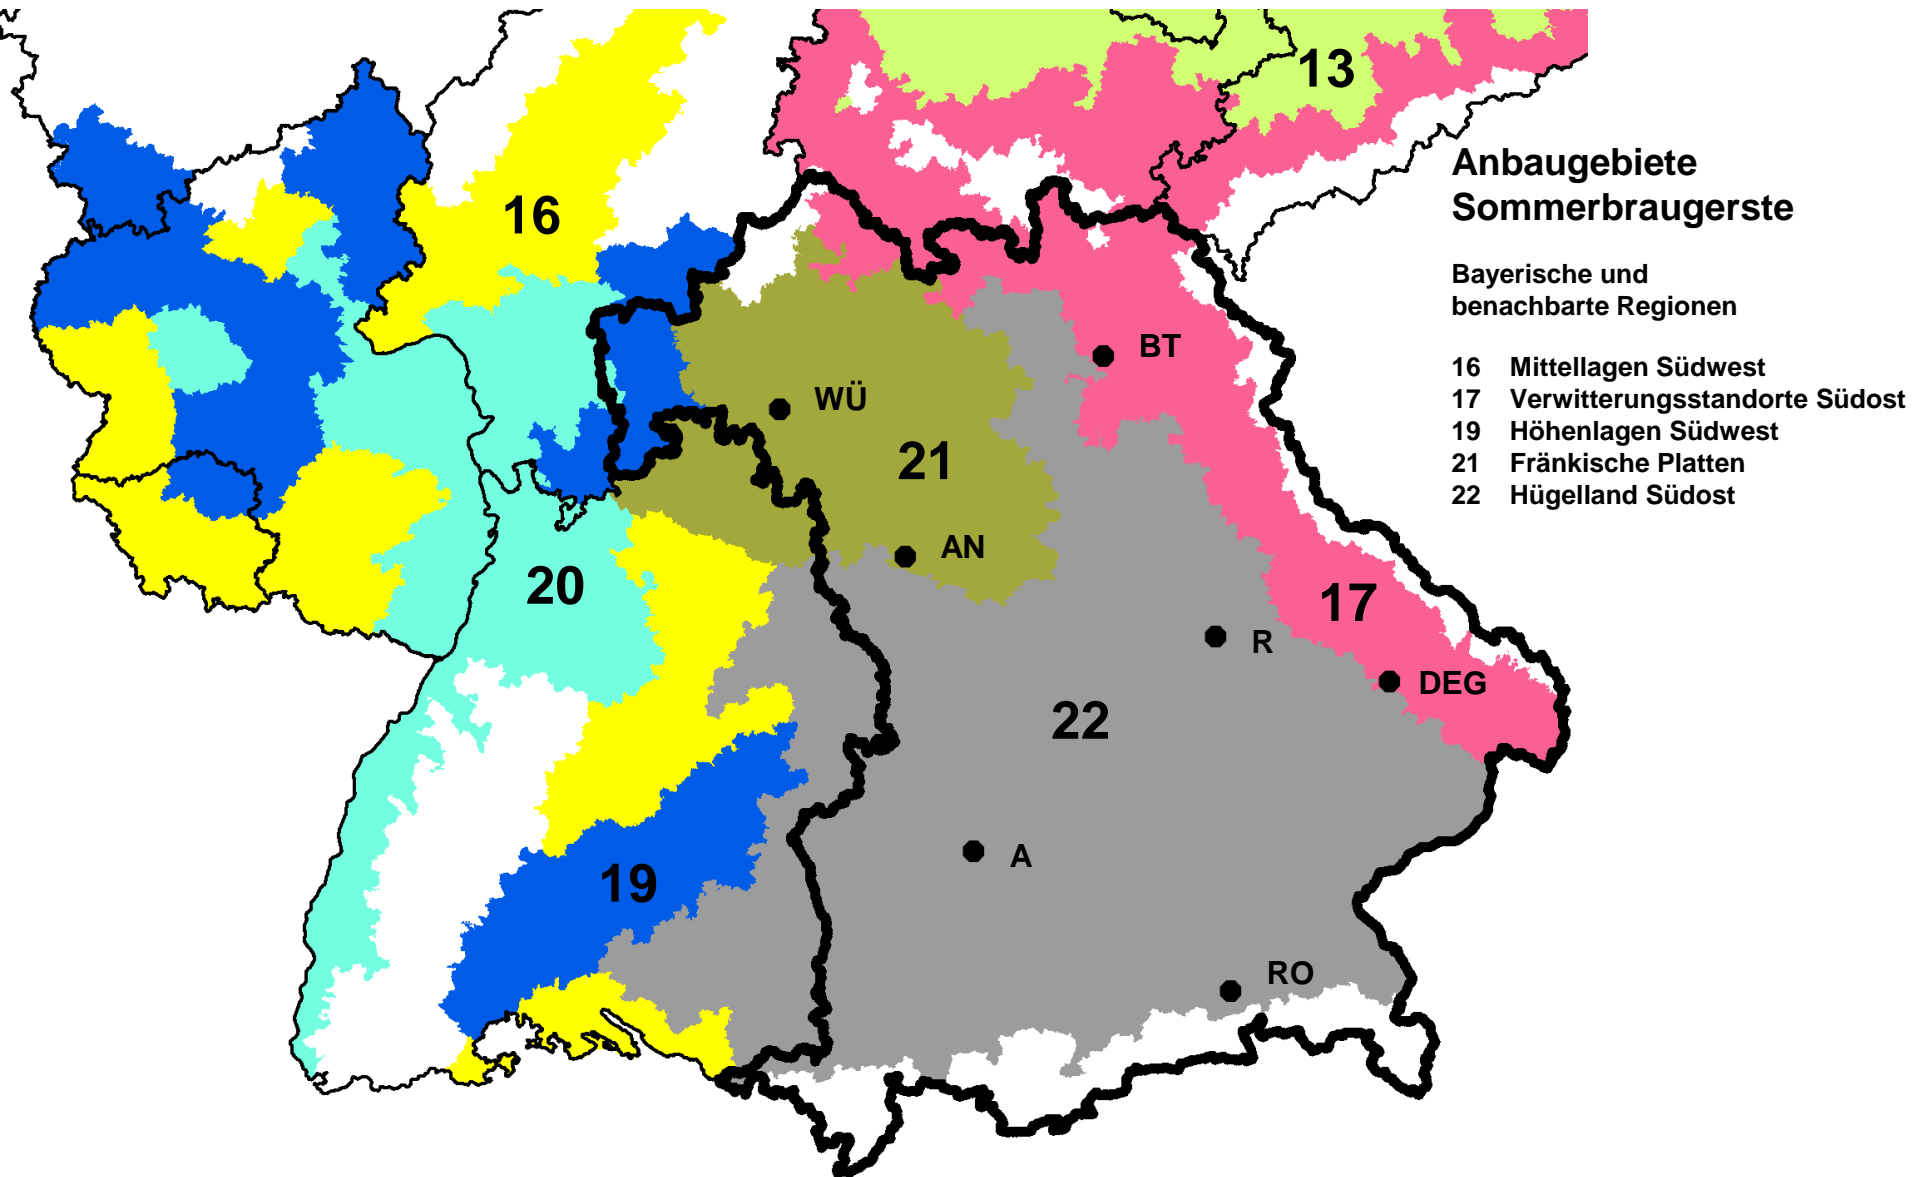 13
16
Anbaugebiete
Sommerbraugerste
Bayerische und
benachbarte Regionen
16 Mittellagen Südwest
17 Verwitterungsstandorte Südost
19 Höhenlagen Südwest
21 Fränkische Platten
22 Hügelland Südost
BT
WÜ
21
AN
20
17
R
DEG
22
A
19
RO